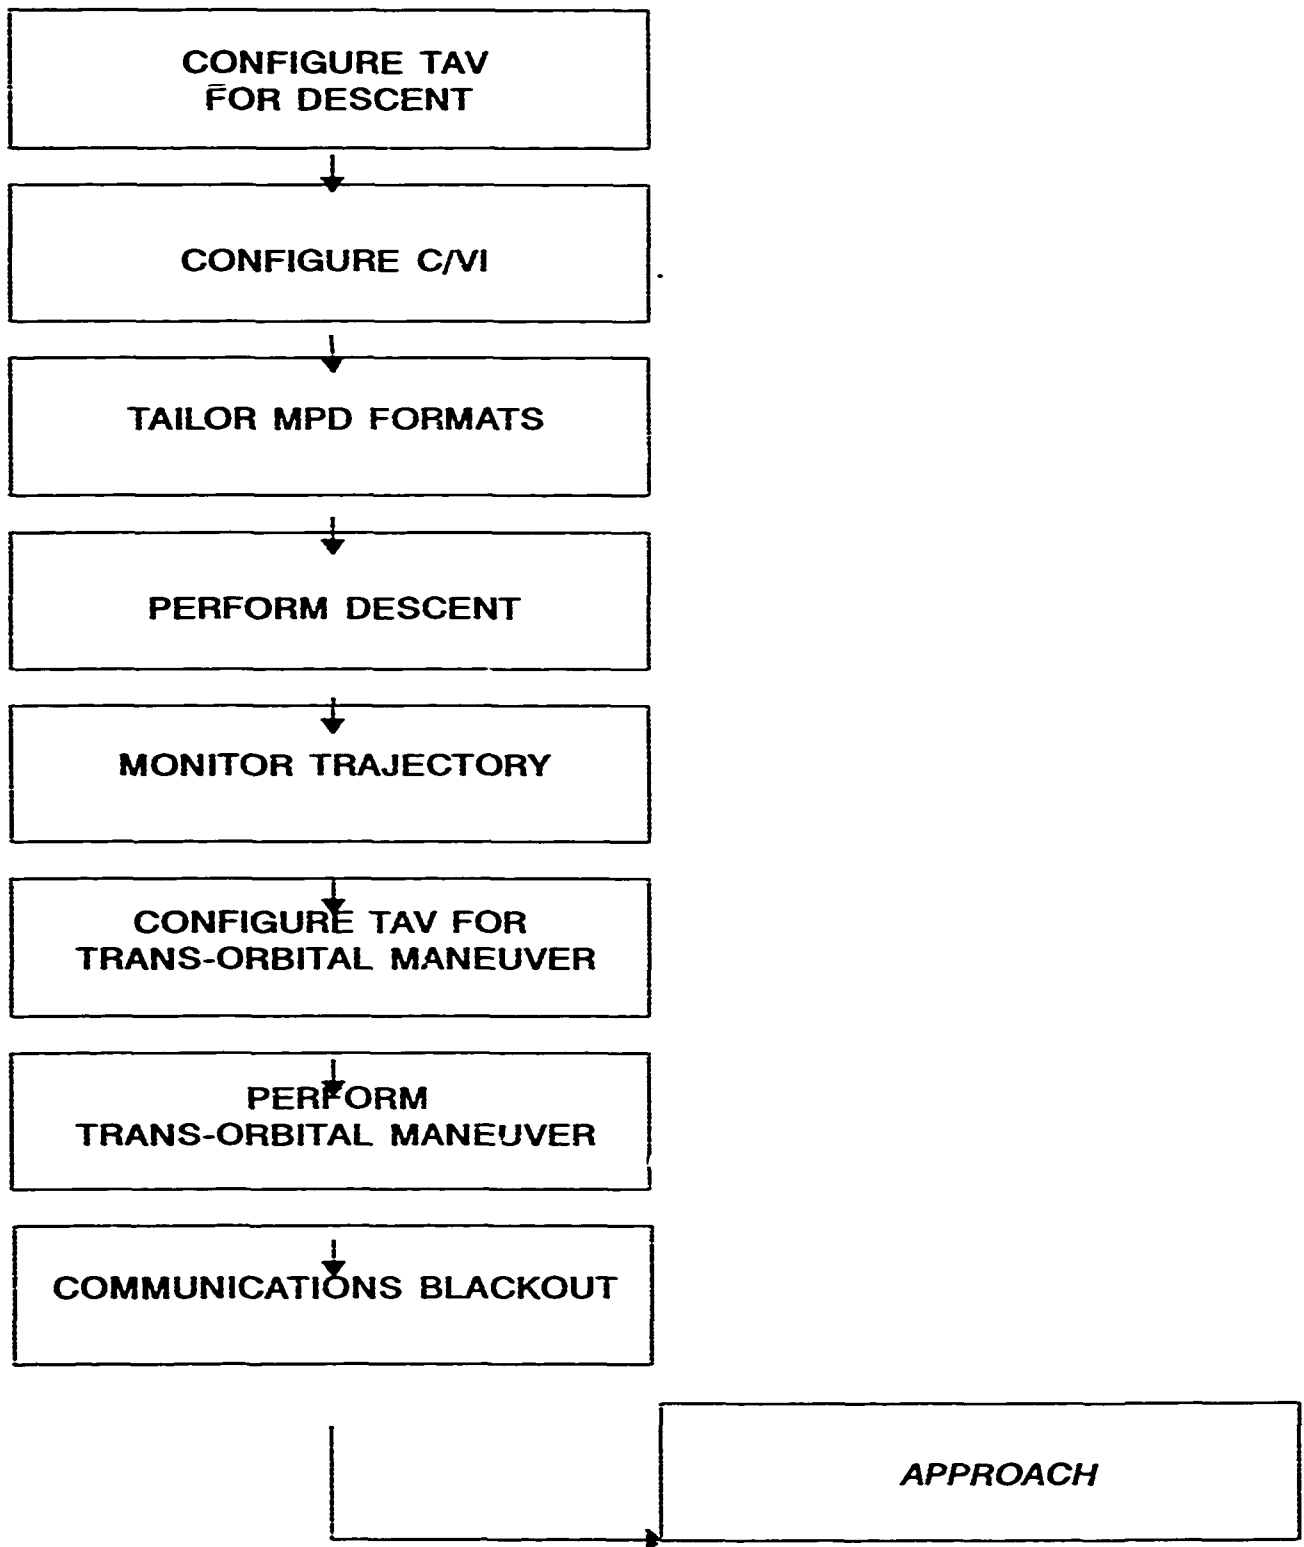 CONFIGURE TAV
FOR DESCENT
CONFIGURE C/VI
TAILOR MPD FORMATS
PERFORM DESCENT
MONITOR TRAJECTORY
CONFIGURE TAV FOR
TRANS-ORBITAL MANEUVER
PERFORM
TRANS-ORBITAL MANEUVER
COMMUNICATIONS BLACKOUT
APPROACH